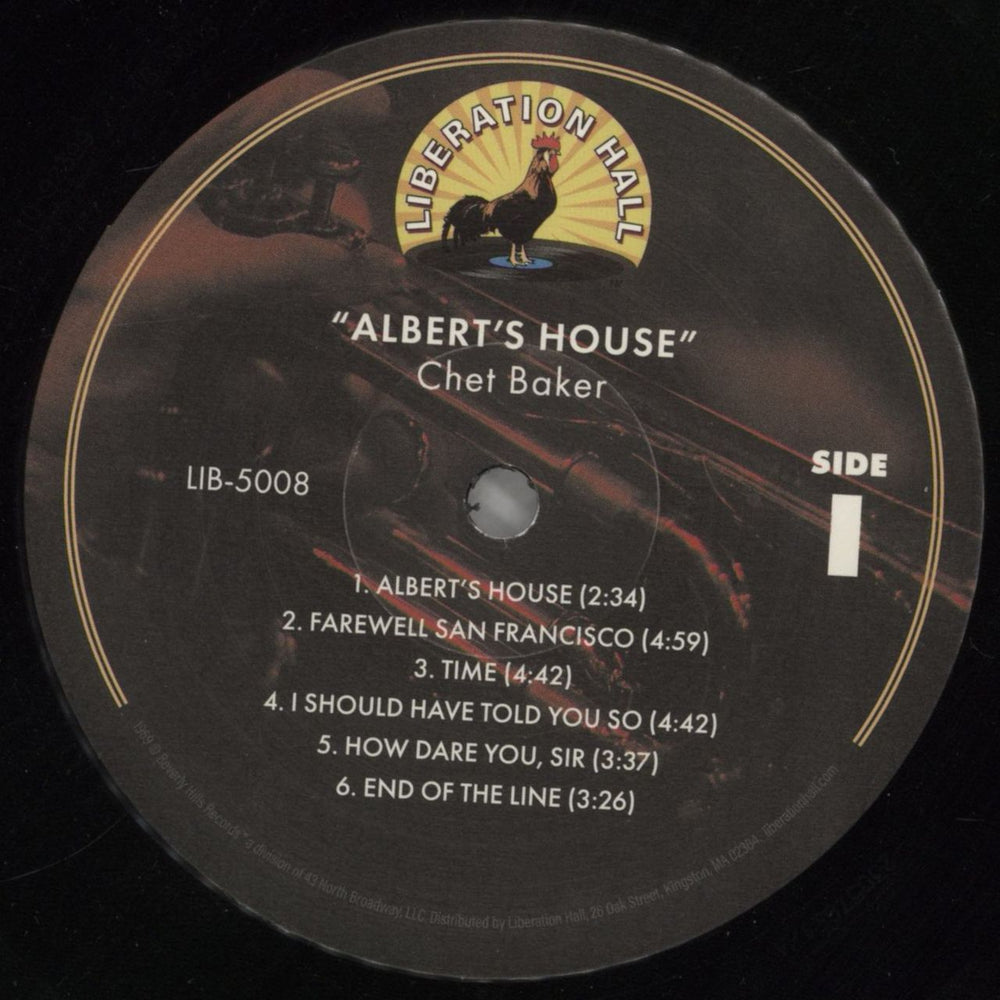 LIBERATION HALL
"ALBERT'S HOUSE"
Chet Baker
LIB-5008
SIDE
1
1. ALBERT'S HOUSE (2:34)
2. FAREWELL SAN FRANCISCO (4:59)
3. TIME (4:42)
4. I SHOULD HAVE TOLD YOU SO (4:42)
5. HOW DARE YOU, SIR (3:37)
6. END OF THE LINE (3:26)
1969 © Beverly Hills Records™ a division of 43 North Broadway, LLC. Distributed by Liberation Hall, 26 Oak Street, Kingston, MA 02364. liberationhall.com